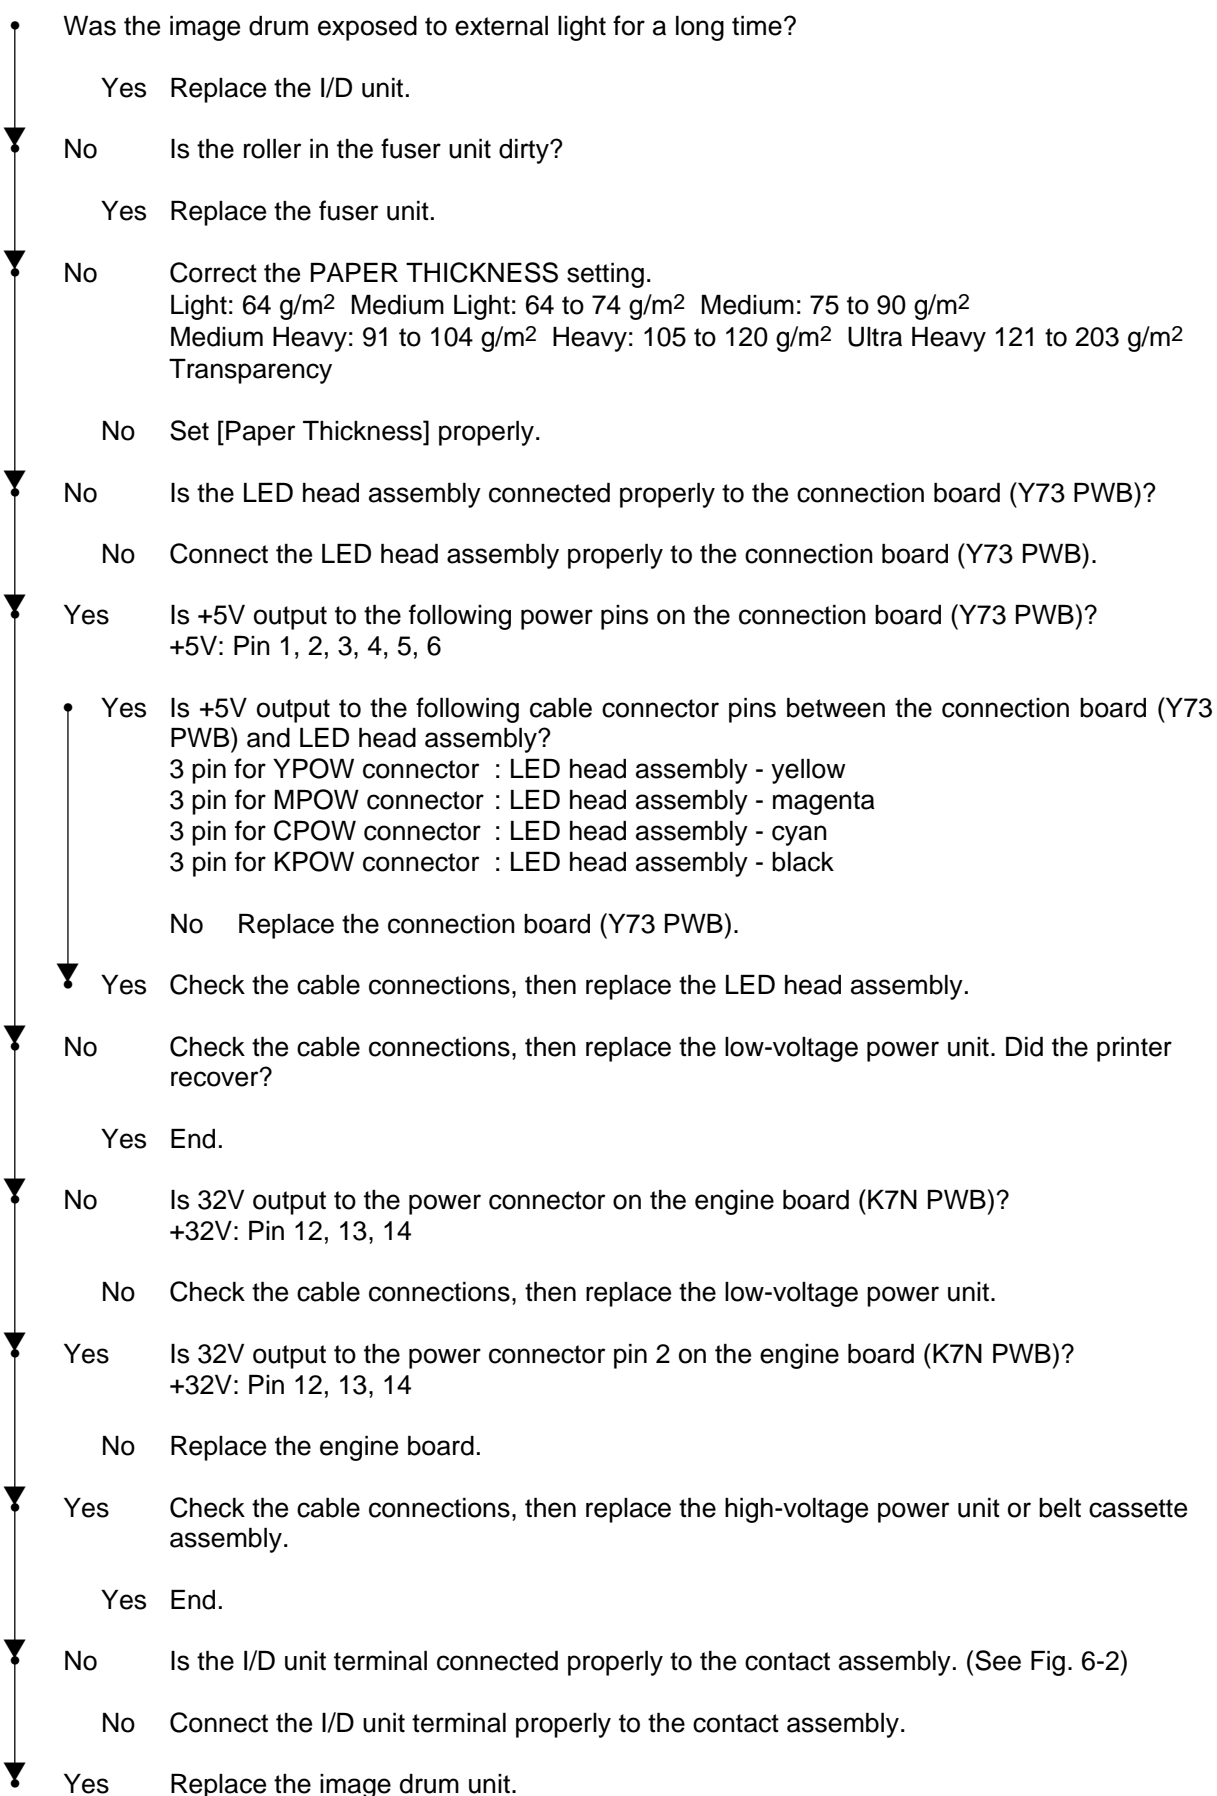 Was the image drum exposed to external light for a long time?
Yes Replace the I/D unit.
No Is the roller in the fuser unit dirty?
Yes Replace the fuser unit.
No Correct the PAPER THICKNESS setting.
Light: 64 g/m2 Medium Light: 64 to 74 g/m2 Medium: 75 to 90 g/m2
Medium Heavy: 91 to 104 g/m2 Heavy: 105 to 120 g/m2 Ultra Heavy 121 to 203 g/m2
Transparency
No Set [Paper Thickness] properly.
No Is the LED head assembly connected properly to the connection board (Y73 PWB)?
No Connect the LED head assembly properly to the connection board (Y73 PWB).
Yes Is +5V output to the following power pins on the connection board (Y73 PWB)?
+5V: Pin 1, 2, 3, 4, 5, 6
Yes Is +5V output to the following cable connector pins between the connection board (Y73
PWB) and LED head assembly?
3 pin for YPOW connector : LED head assembly - yellow
3 pin for MPOW connector : LED head assembly - magenta
3 pin for CPOW connector : LED head assembly - cyan
3 pin for KPOW connector : LED head assembly - black
No Replace the connection board (Y73 PWB).
Yes Check the cable connections, then replace the LED head assembly.
No Check the cable connections, then replace the low-voltage power unit. Did the printer
recover?
Yes End.
No Is 32V output to the power connector on the engine board (K7N PWB)?
+32V: Pin 12, 13, 14
No Check the cable connections, then replace the low-voltage power unit.
Yes Is 32V output to the power connector pin 2 on the engine board (K7N PWB)?
+32V: Pin 12, 13, 14
No Replace the engine board.
Yes Check the cable connections, then replace the high-voltage power unit or belt cassette
assembly.
Yes End.
No Is the I/D unit terminal connected properly to the contact assembly. (See Fig. 6-2)
No Connect the I/D unit terminal properly to the contact assembly.
Yes Replace the image drum unit.